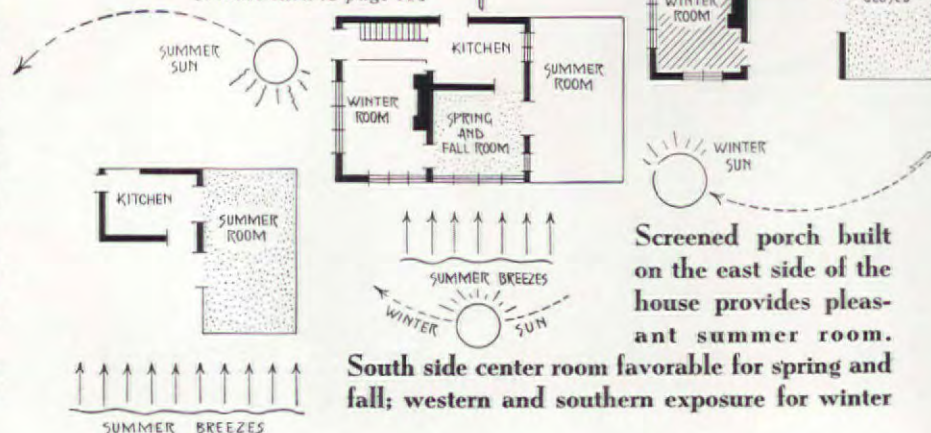 SUMMER
SUN
KITCHEN
SUMMER
ROOM
WINTER
ROOM
SPRING
AND
FALL ROOM
WINTER
ROOM
WINTER
SUN
KITCHEN
SUMMER
ROOM
SUMMER BREEZES
WINTER SUN
SUMMER BREEZES
Screened porch built
on the east side of the
house provides pleas-
ant summer room.
South side center room favorable for spring and
fall; western and southern exposure for winter